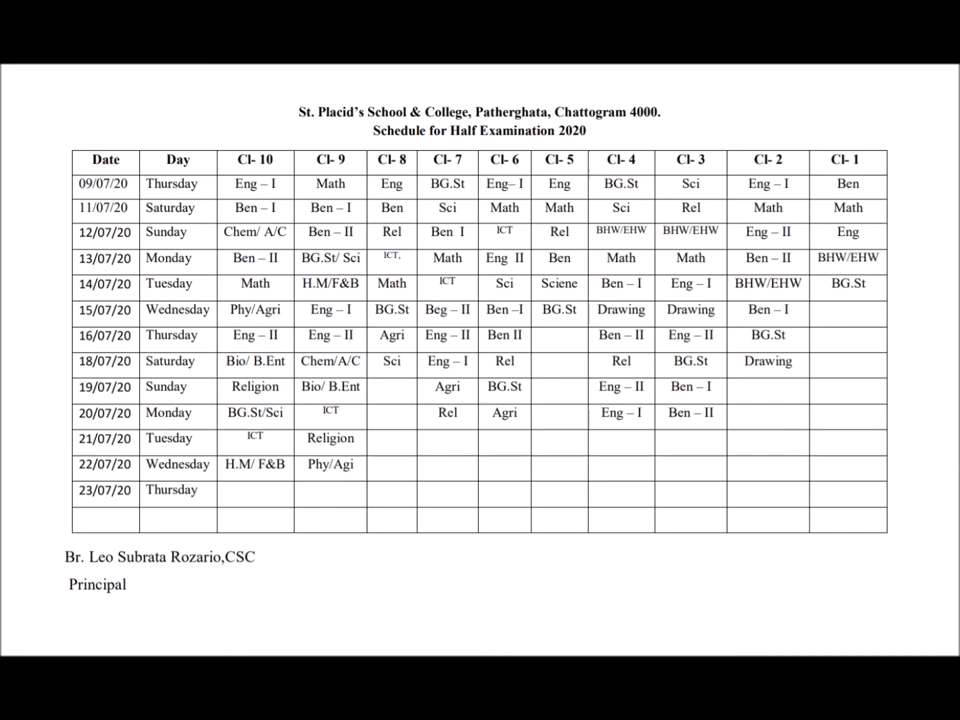 St. Placid's School & College, Patherghata, Chattogram 4000.
Schedule for Half Examination 2020
Date Day Cl- 10 Cl- 9 Cl- 8 Cl- 7 Cl- 6 Cl- 5 Cl- 4 Cl- 3 Cl- 2 Cl- 1
09/07/20 Thursday Eng – I Math Eng BG.St Eng– I Eng BG.St Sci Eng – I Ben
11/07/20 Saturday Ben – I Ben – I Ben Sci Math Math Sci Rel Math Math
12/07/20 Sunday Chem/ A/C Ben – II Rel Ben I ICT Rel BHW/EHW BHW/EHW Eng – II Eng
13/07/20 Monday Ben – II BG.St/ Sci ICT. Math Eng II Ben Math Math Ben – II BHW/EHW
14/07/20 Tuesday Math H.M/F&B Math ICT Sci Sciene Ben – I Eng – I BHW/EHW BG.St
15/07/20 Wednesday Phy/Agri Eng – I BG.St Beg – II Ben –I BG.St Drawing Drawing Ben – I
16/07/20 Thursday Eng – II Eng – II Agri Eng – II Ben II Ben – II Eng – II BG.St
18/07/20 Saturday Bio/ B.Ent Chem/A/C Sci Eng – I Rel Rel BG.St Drawing
19/07/20 Sunday Religion Bio/ B.Ent Agri BG.St Eng – II Ben – I
20/07/20 Monday BG.St/Sci ICT Rel Agri Eng – I Ben – II
21/07/20 Tuesday ICT Religion
22/07/20 Wednesday H.M/ F&B Phy/Agi
23/07/20 Thursday
Br. Leo Subrata Rozario,CSC
Principal